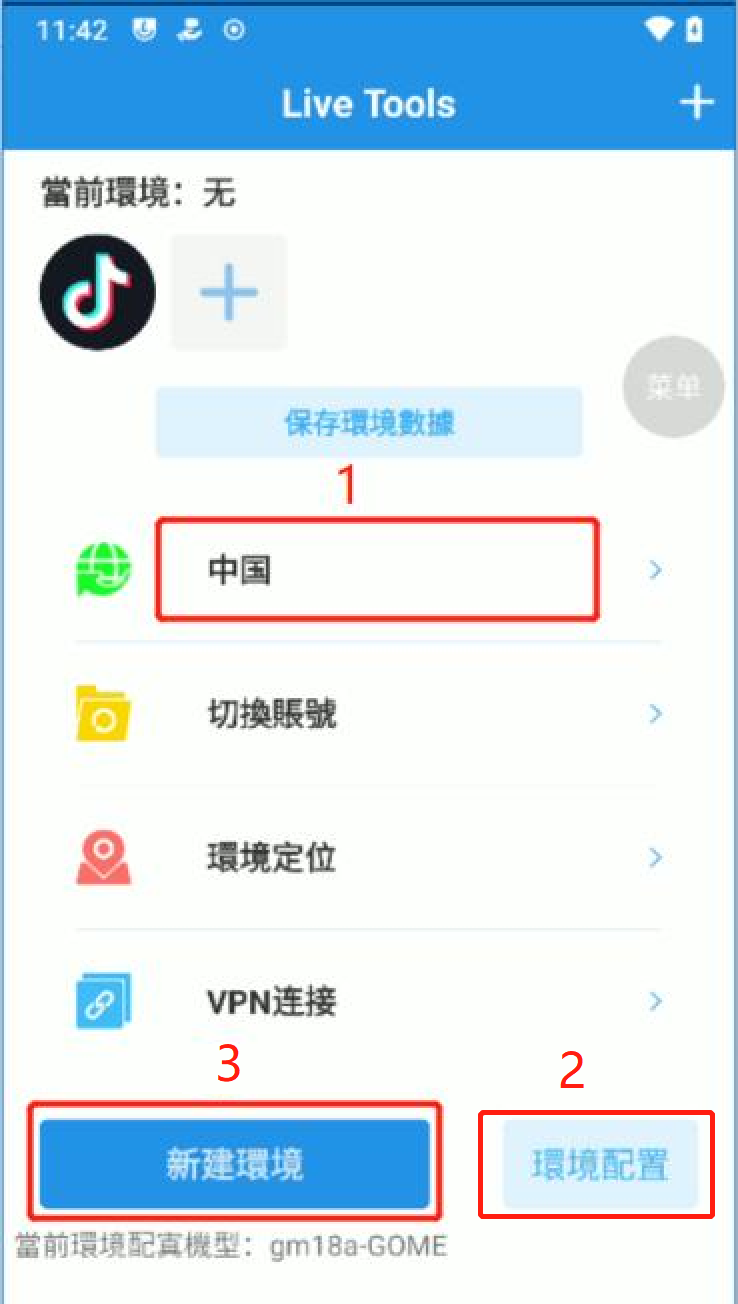 11:42
Live Tools
當前環境：无
菜单
保存環境數據
1
中国
切換賬號
環境定位
VPN连接
3
2
新建環境
環境配置
當前環境配寘機型：gm18a-GOME